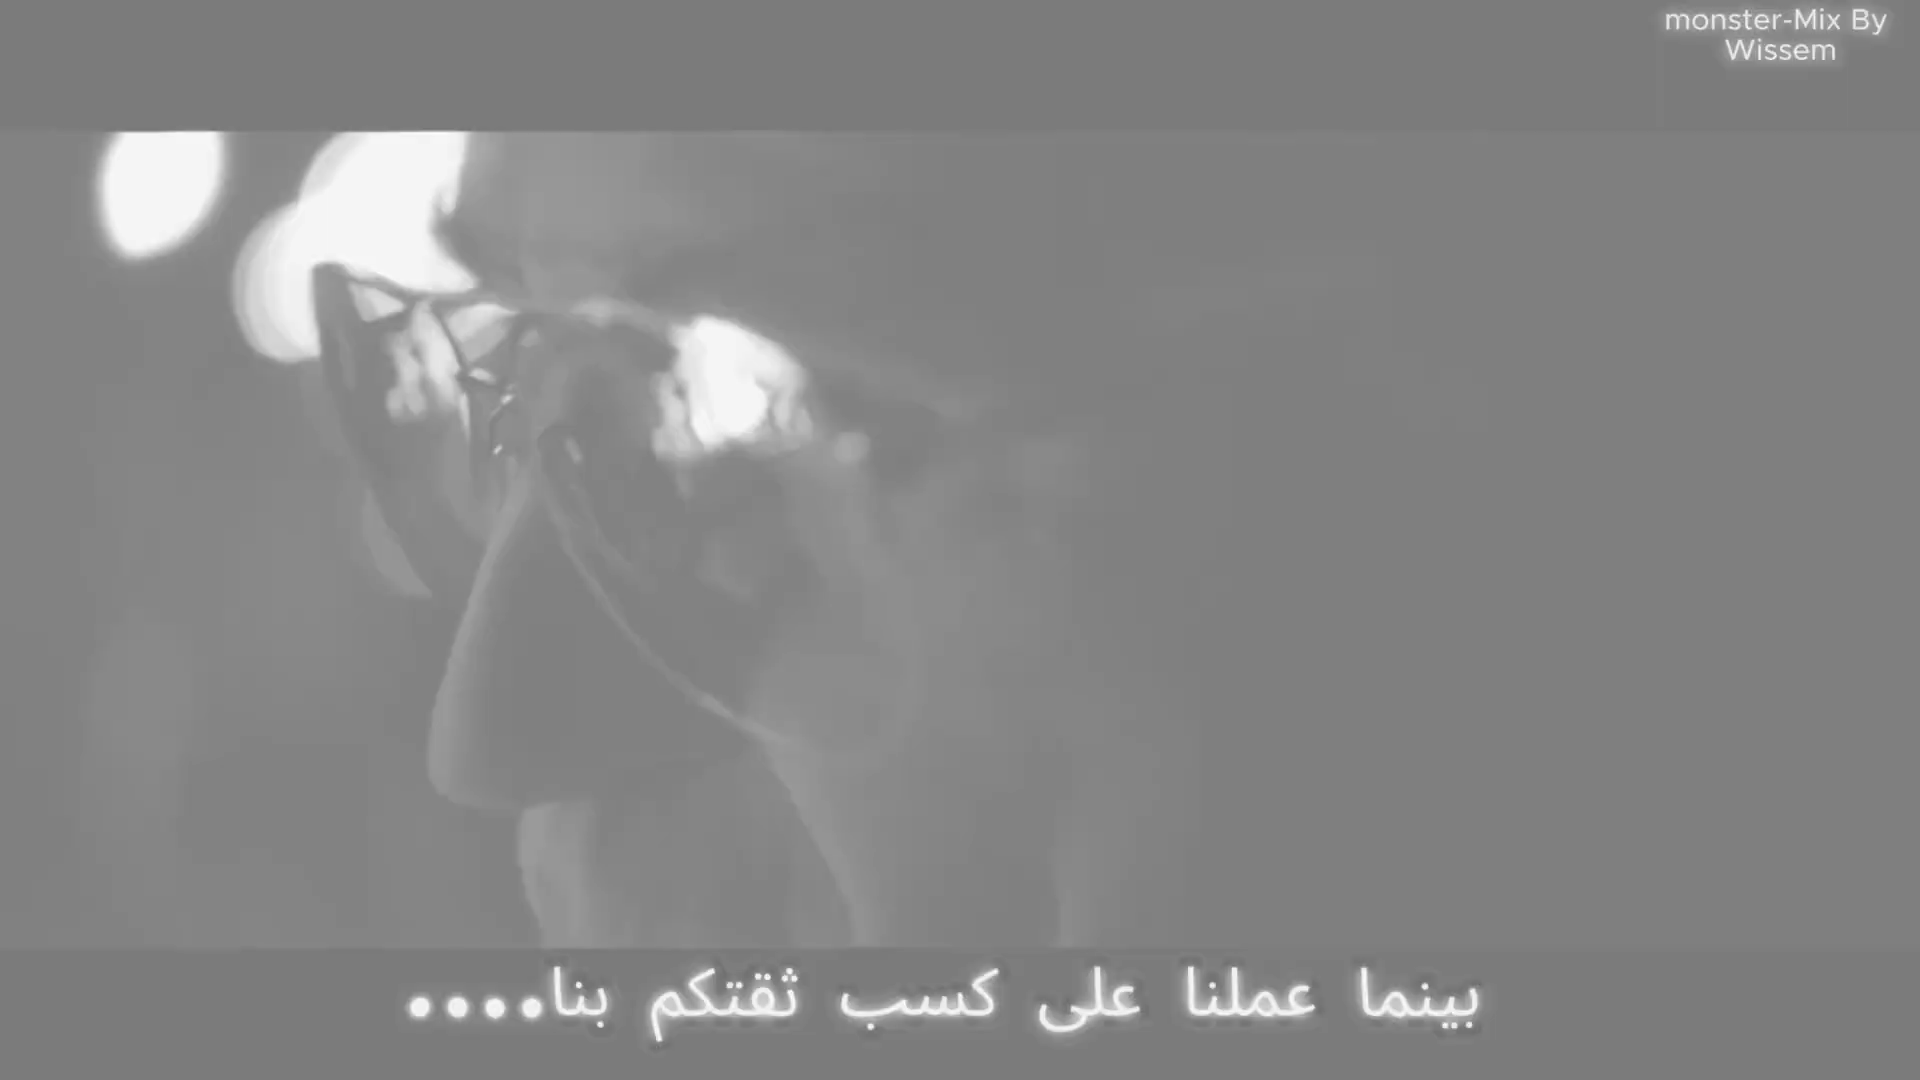 monster-Mix By
Wissem
بينما عملنا على كسب ثقتكم بنا....